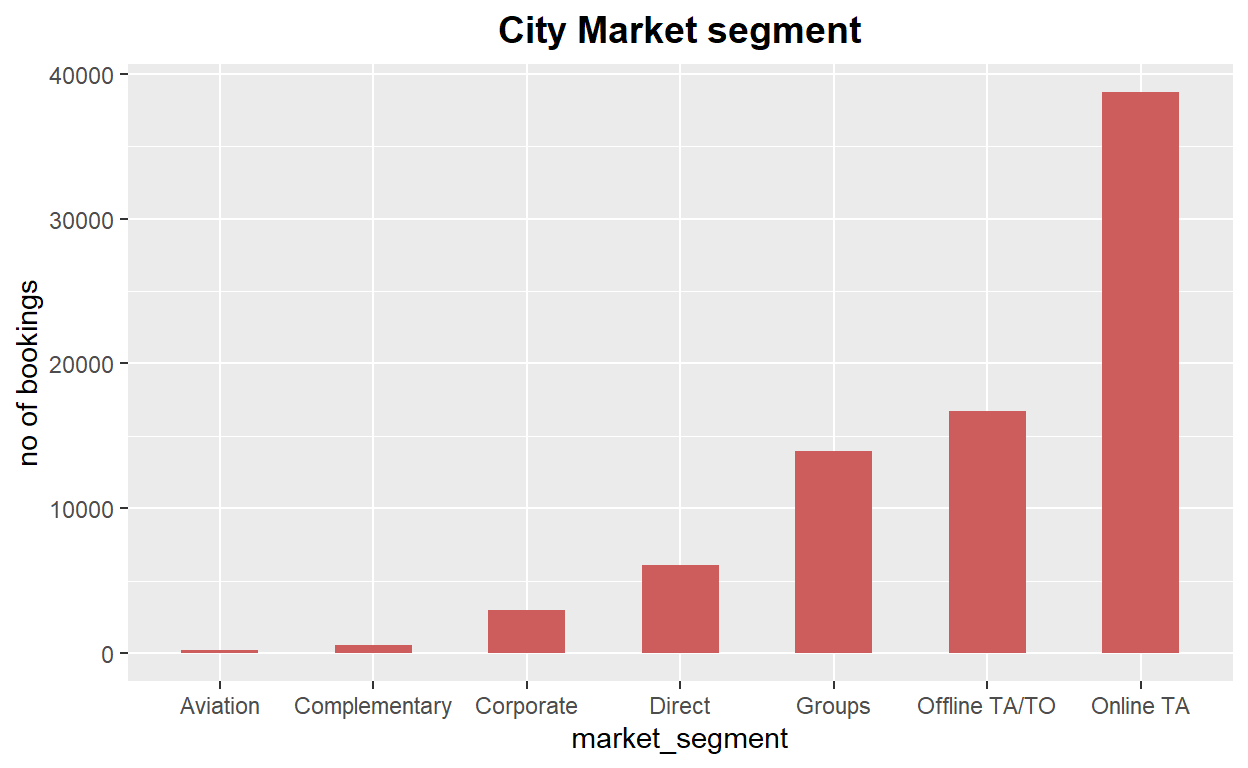 City Market segment
40000
30000
20000
10000
0
no of bookings
Aviation Complementary Corporate Direct Groups Offline TA/TO Online TA
market_segment